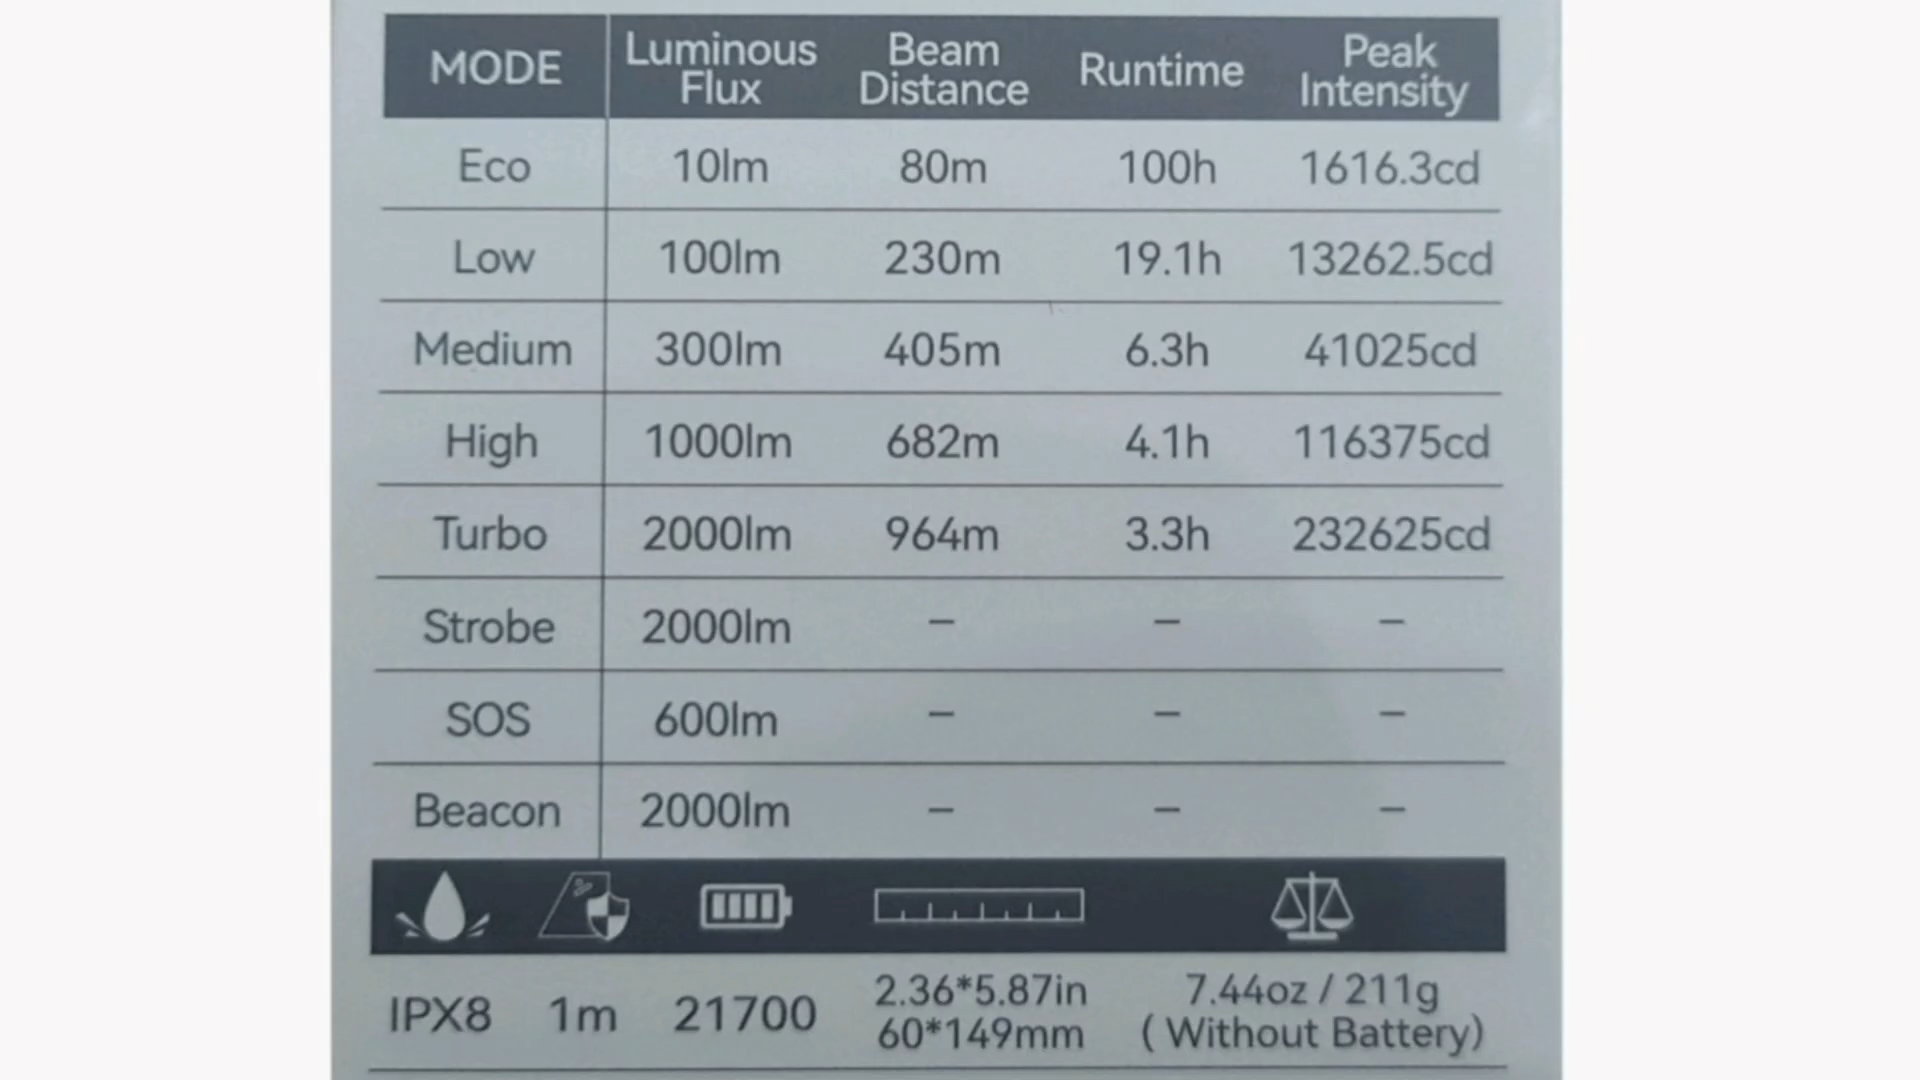 MODE Luminous Flux Beam Distance Runtime Peak Intensity
Eco 10lm 80m 100h 1616.3cd
Low 100lm 230m 19.1h 13262.5cd
Medium 300lm 405m 6.3h 41025cd
High 1000lm 682m 4.1h 116375cd
Turbo 2000lm 964m 3.3h 232625cd
Strobe 2000lm – – –
SOS 600lm – – –
Beacon 2000lm – – –
IPX8 1m 21700 2.36*5.87in 60*149mm 7.44oz / 211g ( Without Battery)